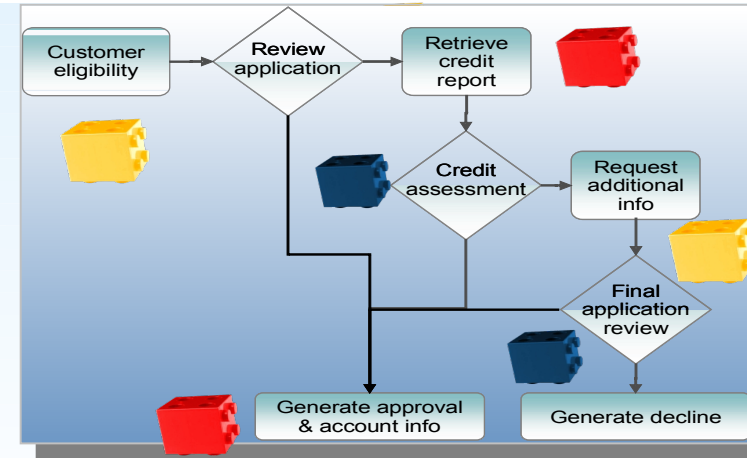 Customer
eligibility
Review
application
Retrieve
credit
report
Credit
assessment
Request
additional
info
Final
application
review
Generate approval
& account info
Generate decline